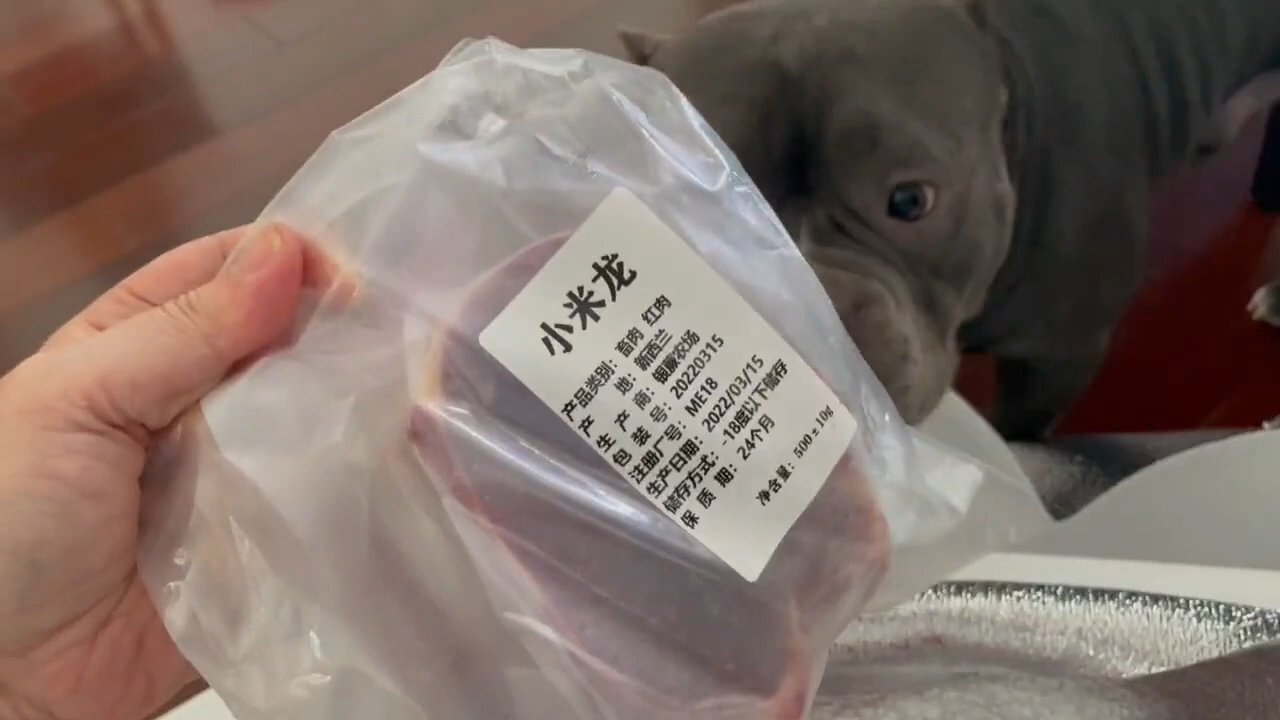 小米龙
产品类别：畜肉 红肉
产 地：新西兰
生 产 商：银蕨农场
包 装 号：20220315
注册厂号：ME18
生产日期：2022/03/15
储存方式：-18度以下储存
保 质 期：24个月
净含量：500±10g